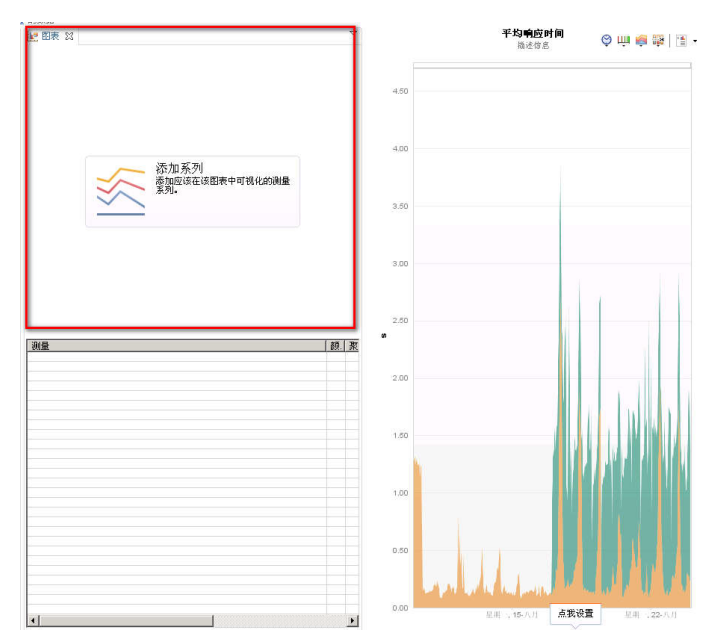 图表
添加系列
添加应该在该图表中可视化的测量
系列。
测量
颜
聚
平均响应时间
描述信息
4.50
4.00
3.50
3.00
2.50
s
2.00
1.50
1.00
0.50
0.00
星期 , 15-八月
点我设置
星期 , 22-八月